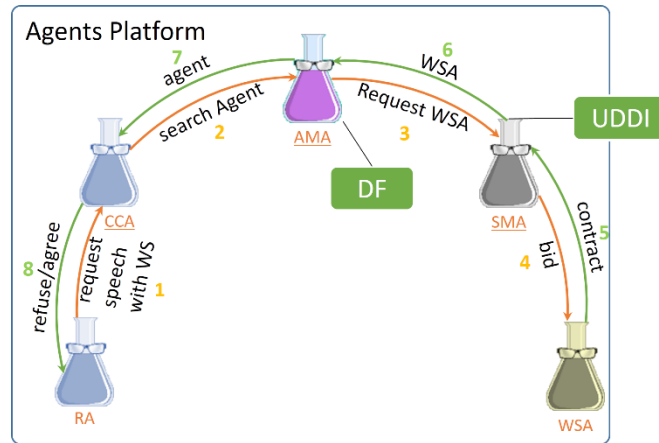 Agents Platform
7
agent
6
WSA
search Agent
2
Request WSA
3
AMA
UDDI
DF
CCA
SMA
8
refuse/agree
request
speech
with WS
1
4
bid
5
contract
RA
WSA